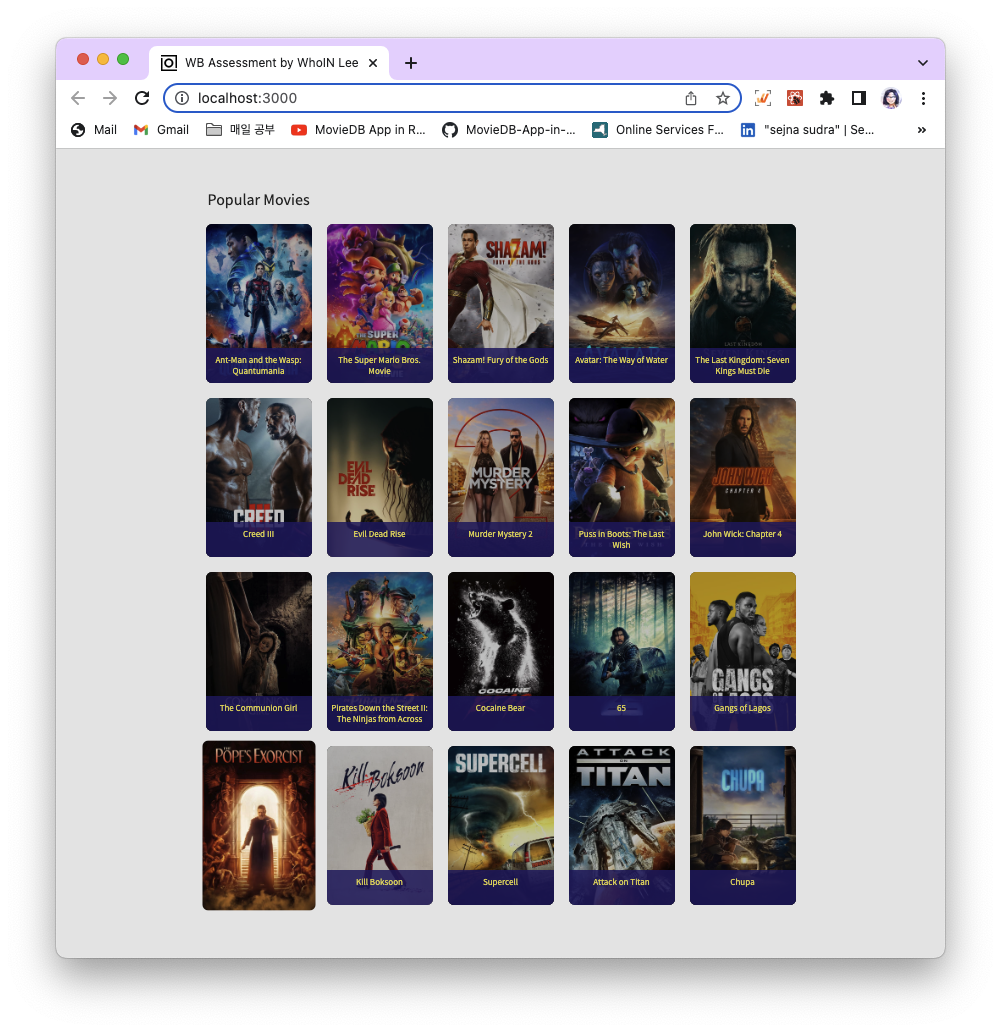 WB Assessment by WhoIN Lee
localhost:3000
Mail
Gmail
매일 공부
MovieDB App in R...
MovieDB-App-in-...
Online Services F...
"sejna sudra" | Se...
»
Popular Movies
SHAZAM!
FURY OF THE GODS
THE SUPER
LAST KINGDOM
Ant-Man and the Wasp:
Quantumania
The Super Mario Bros.
Movie
Shazam! Fury of the Gods
Avatar: The Way of Water
The Last Kingdom: Seven
Kings Must Die
CREED
EVIL
DEAD
RISE
MURDER
MYSTERY
JOHN WICK
CHAPTER 4
Creed III
Evil Dead Rise
Murder Mystery 2
Puss in Boots: The Last
Wish
John Wick: Chapter 4
COCAINE
GANGS
The Communion Girl
Pirates Down the Street II:
The Ninjas from Across
Cocaine Bear
65
Gangs of Lagos
THE
POPE'S EXORCIST
Kill Boksoon
SUPERCELL
ATTACK
ON
TITAN
CHUPA
Kill Boksoon
Supercell
Attack on Titan
Chupa